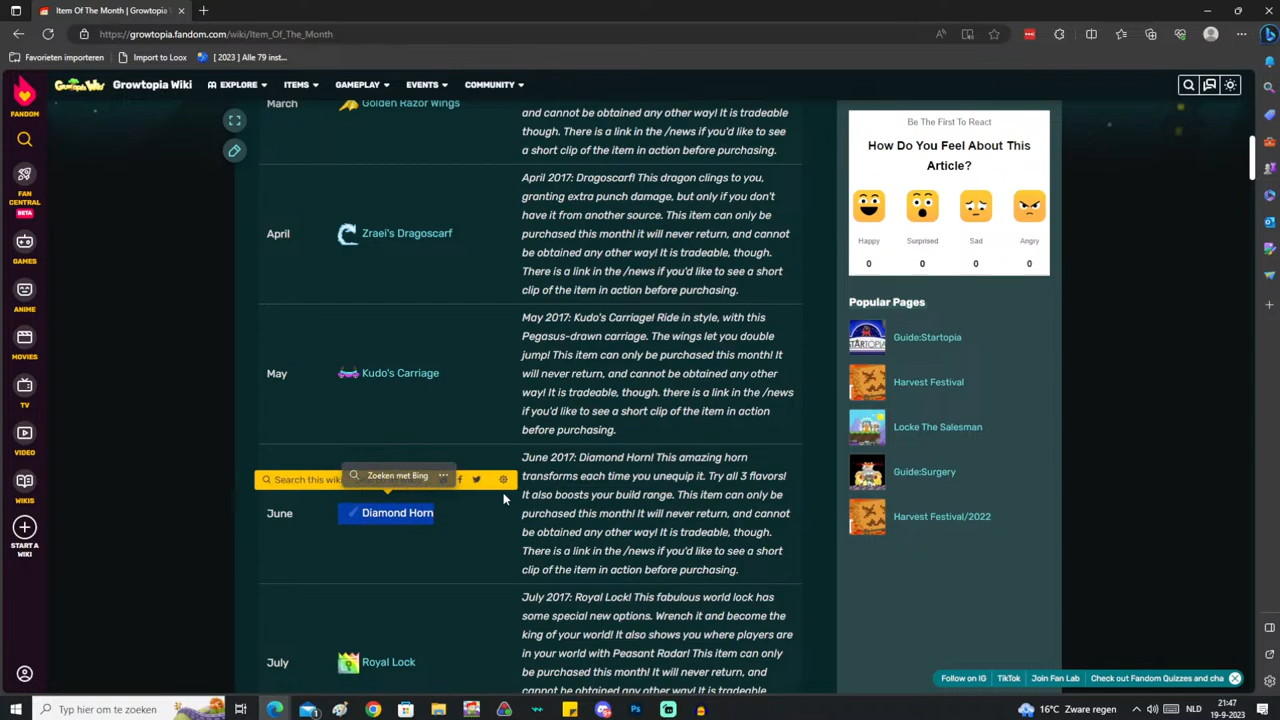 Item Of The Month | Growtopia
https://growtopia.fandom.com/wiki/Item_Of_The_Month
Favorieten importeren
Import to Loox
[ 2023 ] Alle 79 inst...
FANDOM
Growtopia Wiki
EXPLORE
ITEMS
GAMEPLAY
EVENTS
COMMUNITY
FAN CENTRAL
BETA
GAMES
ANIME
MOVIES
TV
VIDEO
WIKIS
START A WIKI
March
Golden Razor Wings
and cannot be obtained any other way! It is tradeable
though. There is a link in the /news if you'd like to see
a short clip of the item in action before purchasing.
April
Zraei's Dragoscarf
April 2017: Dragoscarf! This dragon clings to you,
granting extra punch damage, but only if you don't
have it from another source. This item can only be
purchased this month! it will never return, and cannot
be obtained any other way! It is tradeable, though.
There is a link in the /news if you'd like to see a short
clip of the item in action before purchasing.
May
Kudo's Carriage
May 2017: Kudo's Carriage! Ride in style, with this
Pegasus-drawn carriage. The wings let you double
jump! This item can only be purchased this month! It
will never return, and cannot be obtained any other
way! It is tradeable, though. there is a link in the /news
if you'd like to see a short clip of the item in action
before purchasing.
Search this wiki
Zoeken met Bing
June
Diamond Horn
June 2017: Diamond Horn! This amazing horn
transforms each time you unequip it. Try all 3 flavors!
It also boosts your build range. This item can only be
purchased this month! It will never return, and cannot
be obtained any other way! It is tradeable, though.
There is a link in the /news if you'd like to see a short
clip of the item in action before purchasing.
July
Royal Lock
July 2017: Royal Lock! This fabulous world lock has
some special new options. Wrench it and become the
king of your world! It also shows you where players are
in your world with Peasant Radar! This item can only
be purchased this month! It will never return, and
cannot be obtained any other way! It is tradeable,
Be The First To React
How Do You Feel About This
Article?
Happy
Surprised
Sad
Angry
0
0
0
0
Popular Pages
Guide:Startopia
Harvest Festival
Locke The Salesman
Guide:Surgery
Harvest Festival/2022
Follow on IG
TikTok
Join Fan Lab
Check out Fandom Quizzes and cha
Typ hier om te zoeken
16°C Zware regen
NLD
21:47
19-9-2023